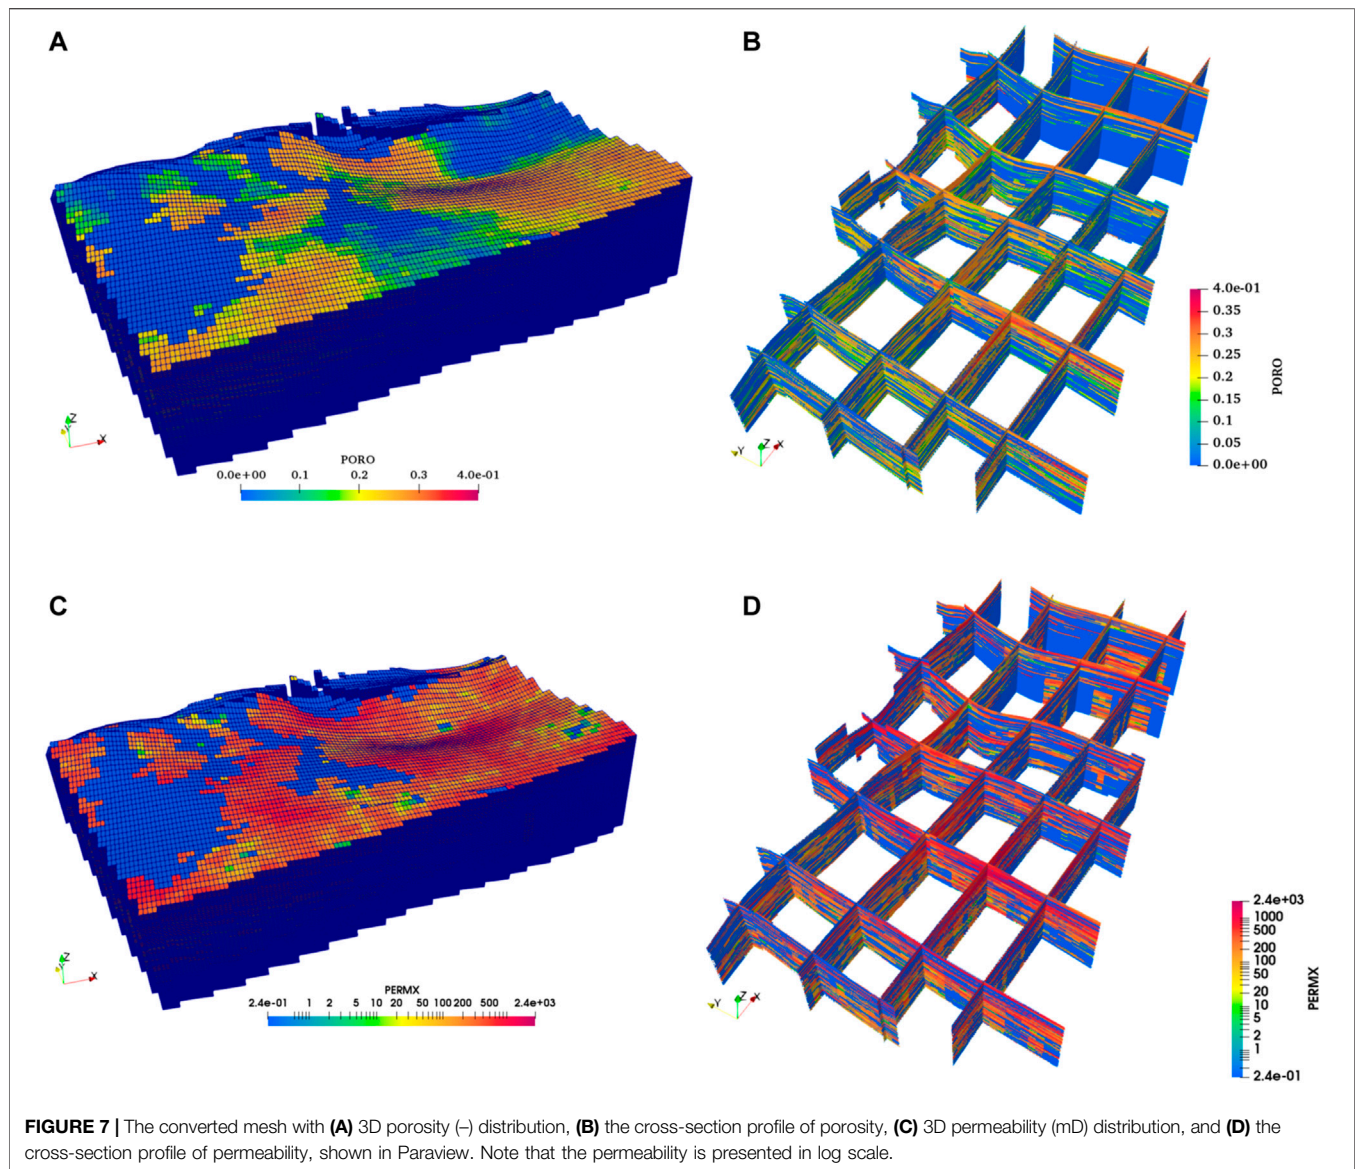 A
B
Z
Y
X
PORO
0.0e+00 0.1 0.2 0.3 4.0e-01
Y
Z
X
4.0e-01
0.35
0.3
0.25
0.2
0.15
0.1
0.05
0.0e+00
PORO
C
D
Z
Y
X
PERMX
2.4e-01 1 2 5 10 20 50 100 200 500 2.4e+03
Y
Z
X
2.4e+03
1000
500
200
100
50
20
10
5
2
1
2.4e-01
PERMX
FIGURE 7 | The converted mesh with (A) 3D porosity (–) distribution, (B) the cross-section profile of porosity, (C) 3D permeability (mD) distribution, and (D) the
cross-section profile of permeability, shown in Paraview. Note that the permeability is presented in log scale.